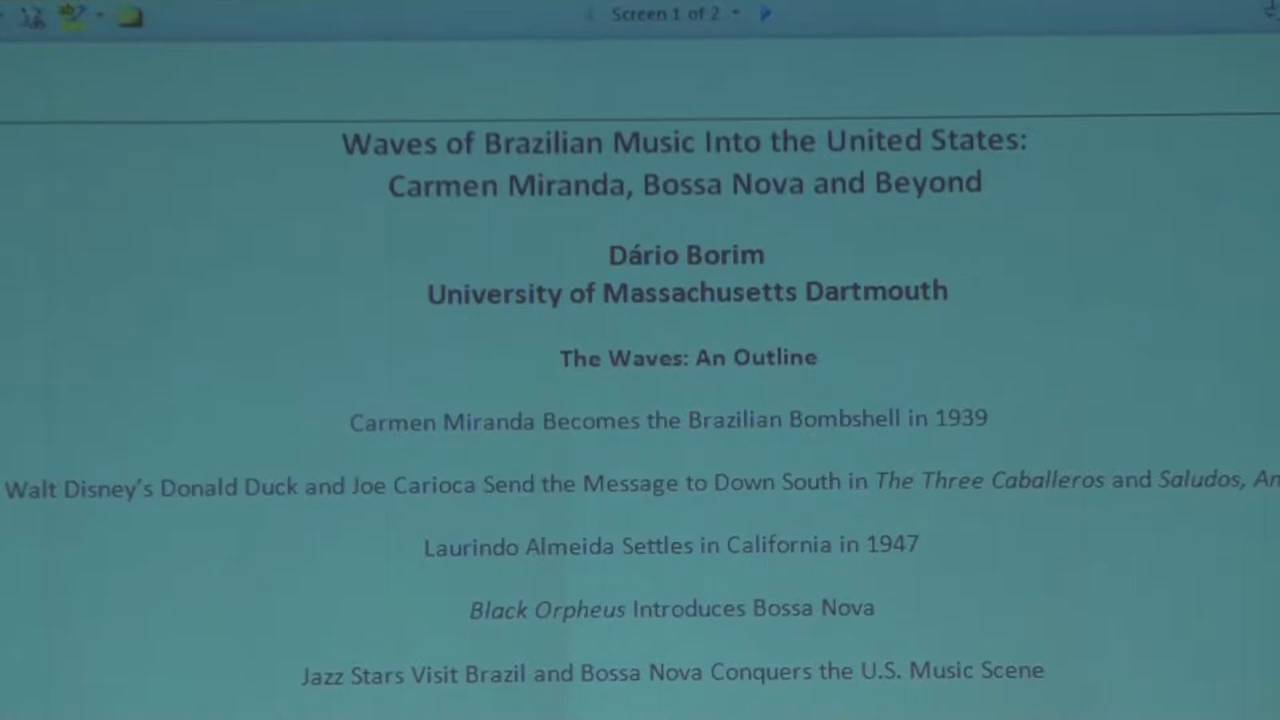 Screen 1 of 2
Waves of Brazilian Music Into the United States:
Carmen Miranda, Bossa Nova and Beyond
Dário Borim
University of Massachusetts Dartmouth
The Waves: An Outline
Carmen Miranda Becomes the Brazilian Bombshell in 1939
Walt Disney's Donald Duck and Joe Carioca Send the Message to Down South in The Three Caballeros and Saludos,
Laurindo Almeida Settles in California in 1947
Black Orpheus Introduces Bossa Nova
Jazz Stars Visit Brazil and Bossa Nova Conquers the U.S. Music Scene